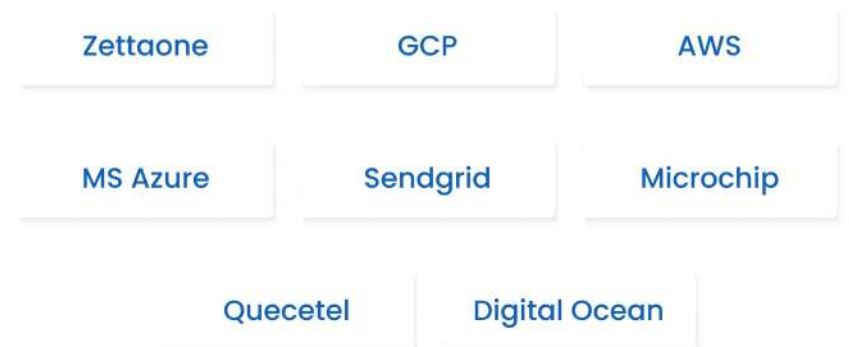 Zettaone GCP AWS
MS Azure Sendgrid Microchip
Quecetel Digital Ocean